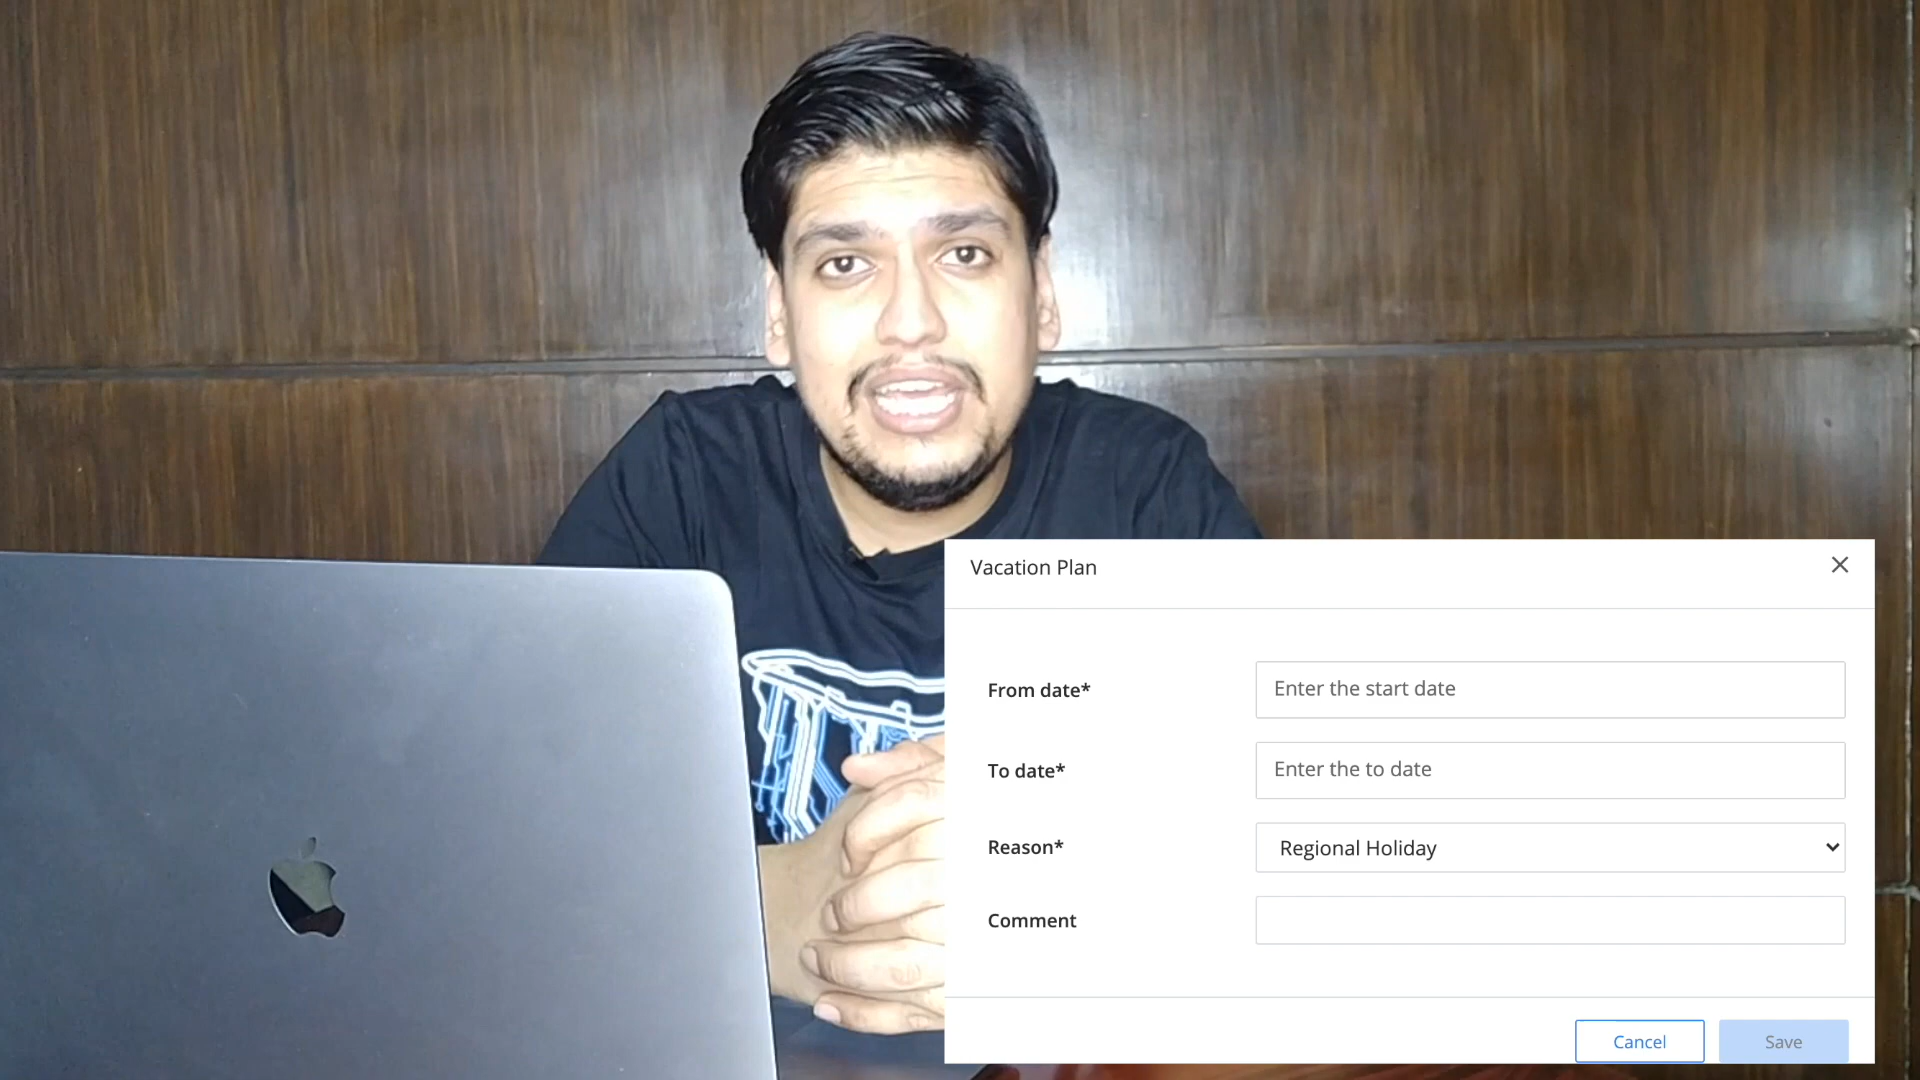 Vacation Plan
From date*
Enter the start date
To date*
Enter the to date
Reason*
Regional Holiday
Comment
Cancel
Save